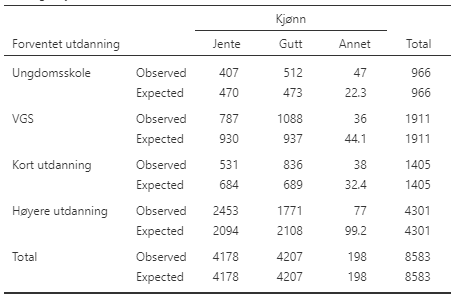 Kjønn
Forventet utdanning Jente Gutt Annet Total
Ungdomsskole Observed 407 512 47 966
Expected 470 473 22.3 966
VGS Observed 787 1088 36 1911
Expected 930 937 44.1 1911
Kort utdanning Observed 531 836 38 1405
Expected 684 689 32.4 1405
Høyere utdanning Observed 2453 1771 77 4301
Expected 2094 2108 99.2 4301
Total Observed 4178 4207 198 8583
Expected 4178 4207 198 8583